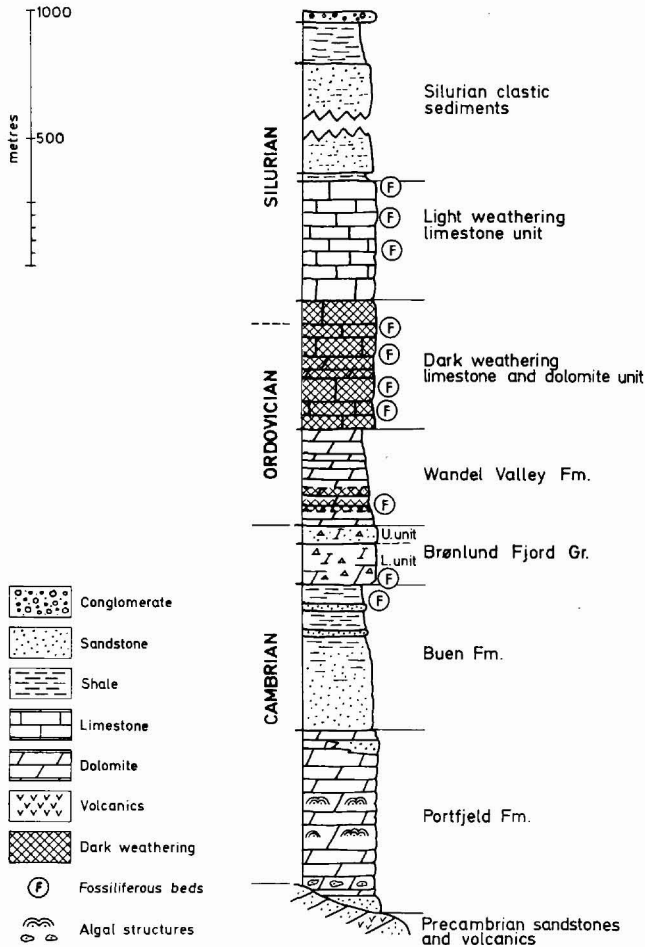 1000
500
metres
SILURIAN
ORDOVICIAN
CAMBRIAN
Silurian clastic
sediments
F
F
Light weathering
limestone unit
F
F
F
Dark weathering
limestone and dolomite unit
F
F
Wandel Valley Fm.
F
U. unit
Brønlund Fjord Gr.
L. unit
F
F
Buen Fm.
Portfjeld Fm.
Precambrian sandstones
and volcanics
Conglomerate
Sandstone
Shale
Limestone
Dolomite
Volcanics
Dark weathering
F Fossiliferous beds
Algal structures